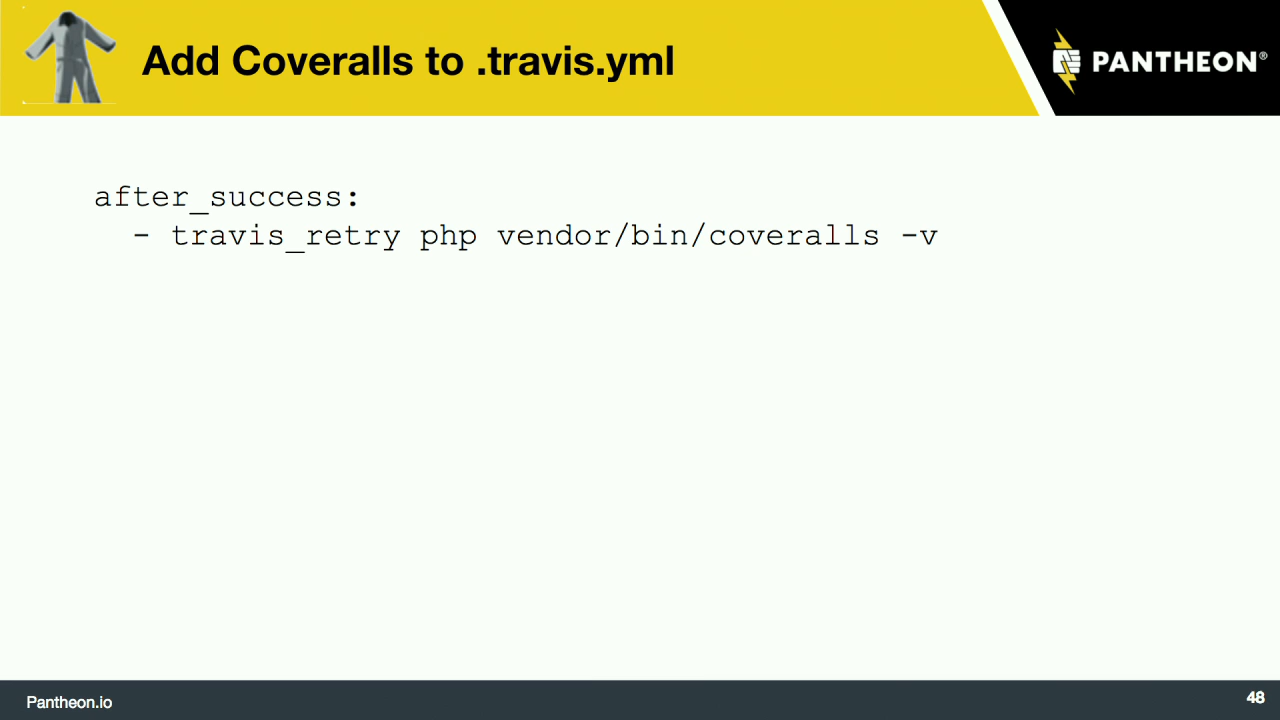 Add Coveralls to .travis.yml
PANTHEON®
after_success:
- travis_retry php vendor/bin/coveralls -v
Pantheon.io
48